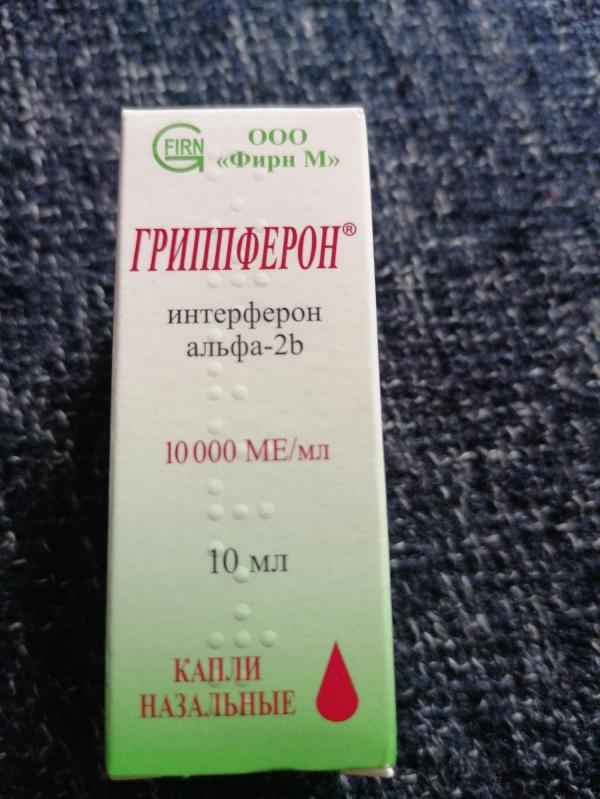 FIRN
ООО
«Фирн М»
ГРИППФЕРОН®
интерферон
альфа-2b
10 000 МЕ/мл
10 мл
КАПЛИ
НАЗАЛЬНЫЕ